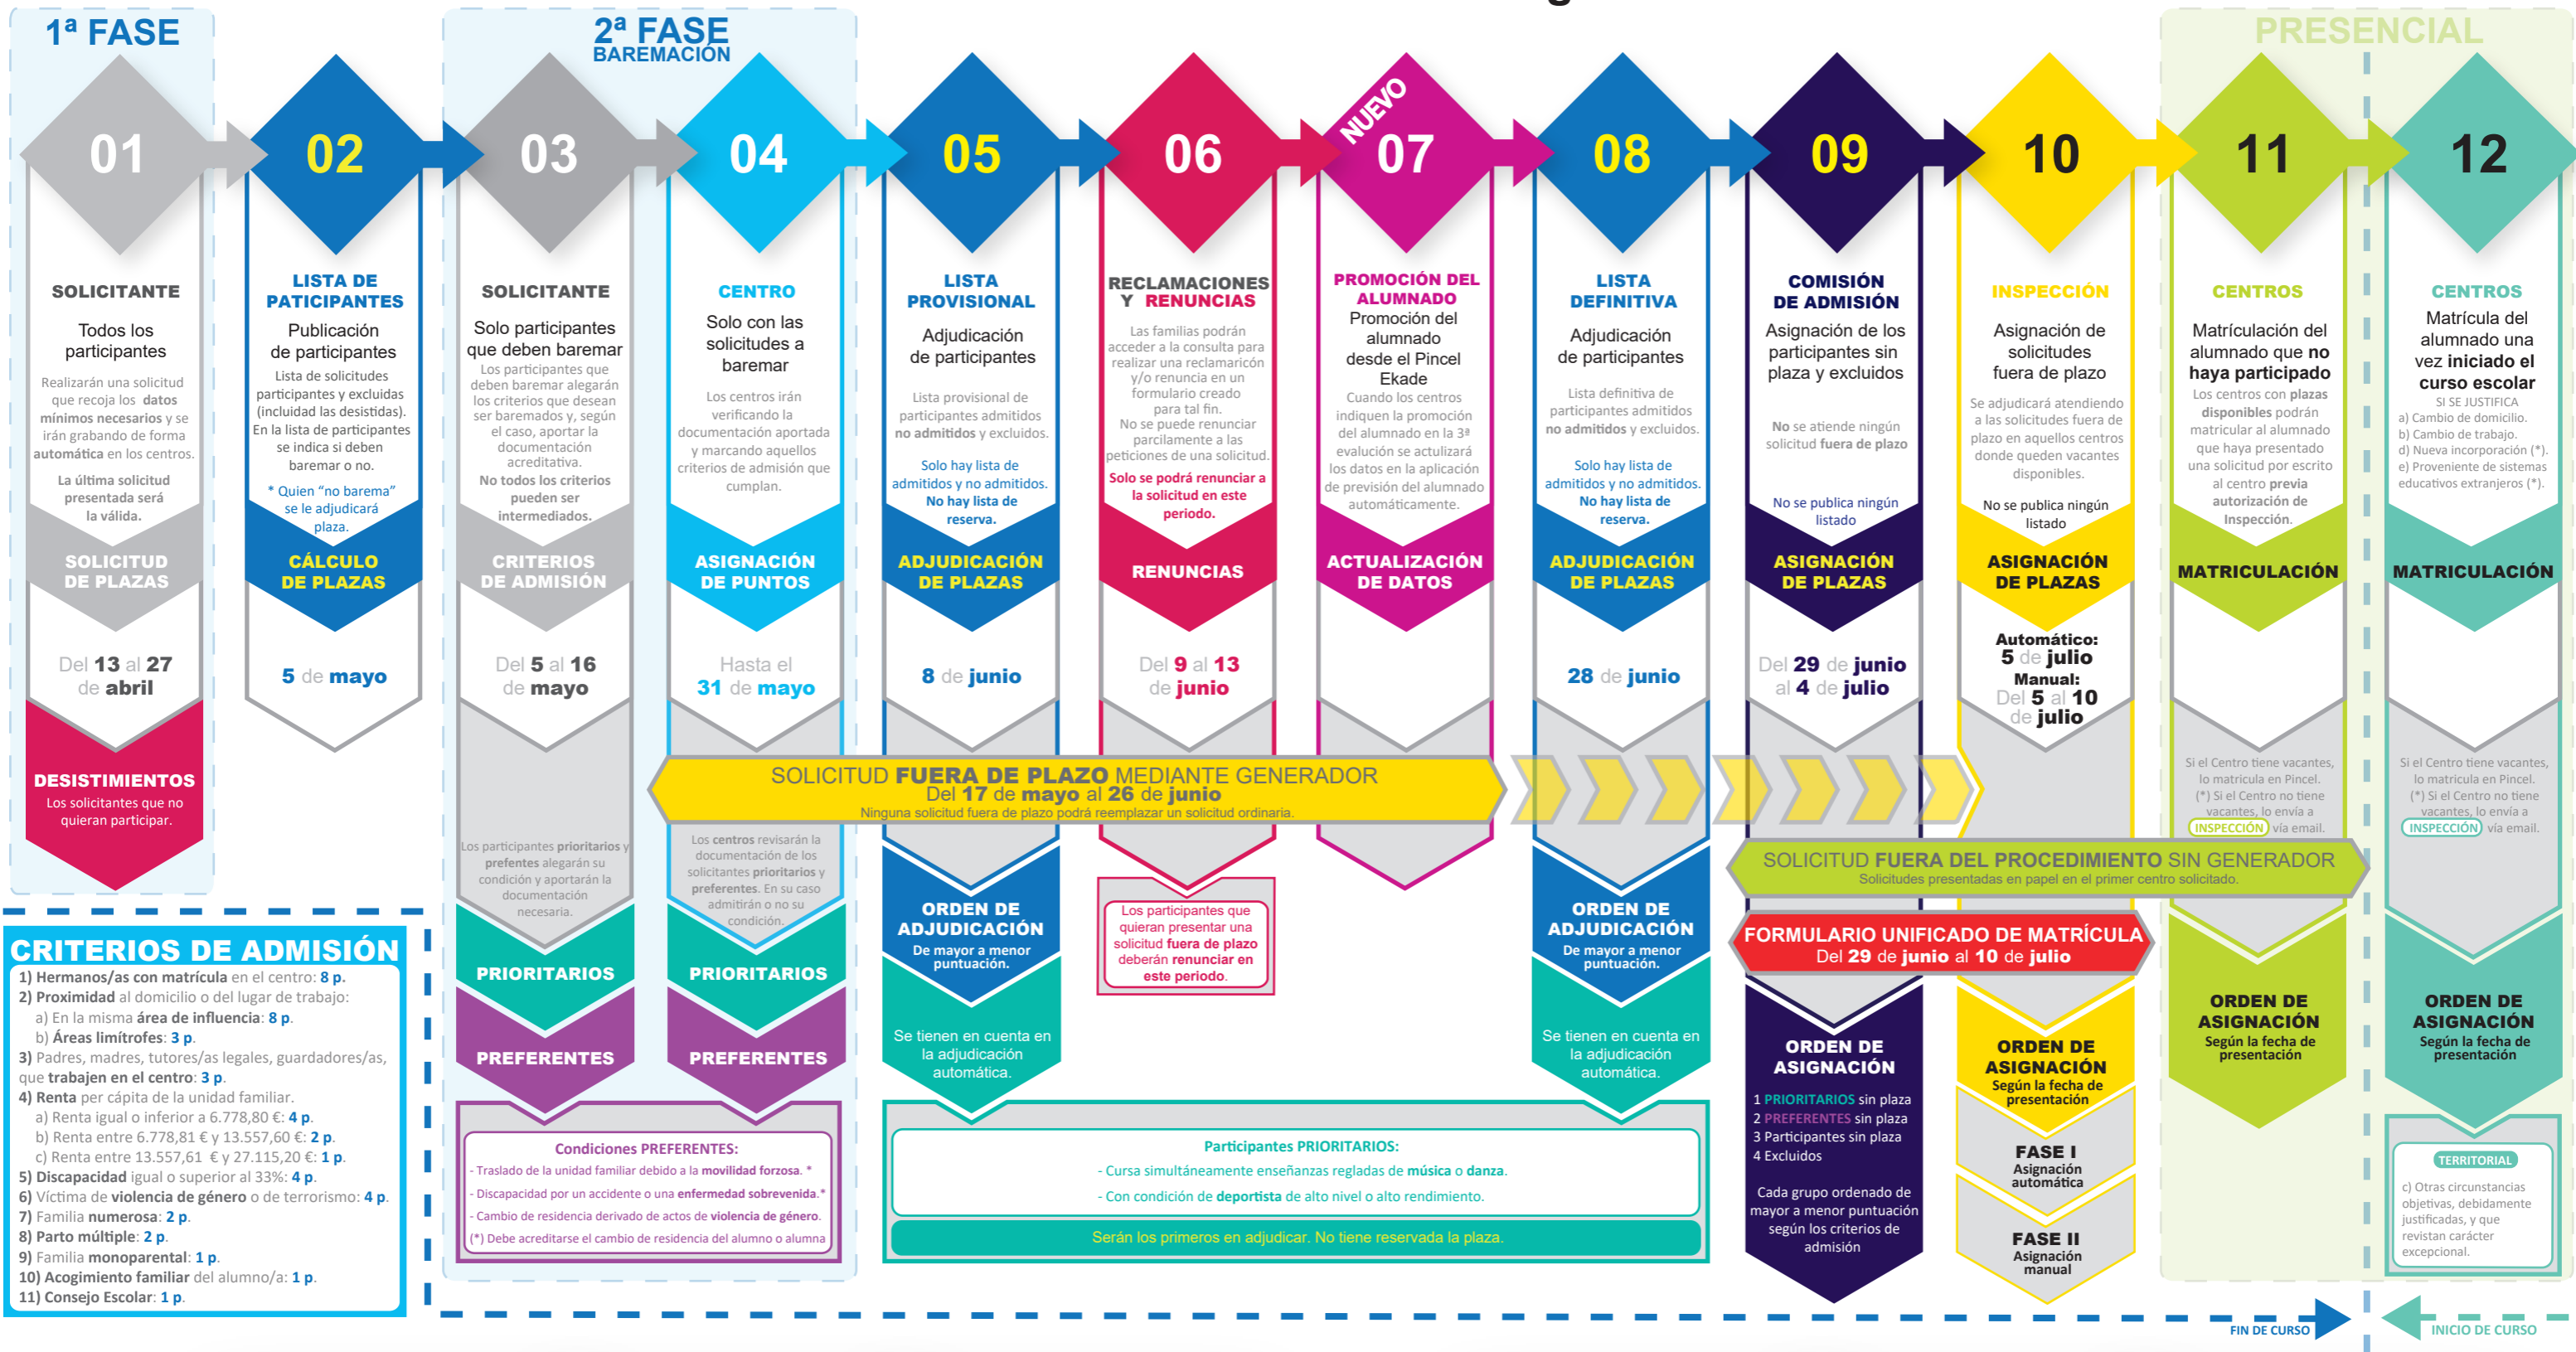 g
1ª FASE
2ª FASE
BAREMACIÓN
PRESENCIAL
01
SOLICITANTE
Todos los
participantes
Realizarán una solicitud
que recoja los datos
mínimos necesarios y se
irán grabando de forma
automática en los centros.
La última solicitud
presentada será
la válida.
SOLICITUD
DE PLAZAS
Del 13 al 27
de abril
DESISTIMIENTOS
Los solicitantes que no
quieran participar.
02
LISTA DE
PATICIPANTES
Publicación
de participantes
Lista de solicitudes
participantes y excluidas
(incluidad las desistidas).
En la lista de participantes
se indica si deben
baremar o no.
* Quien "no barema"
se le adjudicará
plaza.
CÁLCULO
DE PLAZAS
5 de mayo
03
SOLICITANTE
Solo participantes
que deben baremar
Los participantes que
deben baremar alegarán
los criterios que desean
ser baremados y, según
el caso, aportar la
documentación
acreditativa.
No todos los criterios
pueden ser
intermediados.
CRITERIOS
DE ADMISIÓN
Del 5 al 16
de mayo
Los participantes prioritarios y
prefentes alegarán su
condición y aportarán la
documentación
necesaria.
PRIORITARIOS
PREFERENTES
04
CENTRO
Solo con las
solicitudes a
baremar
Los centros irán
verificando la
documentación aportada
y marcando aquellos
criterios de admisión que
cumplan.
ASIGNACIÓN
DE PUNTOS
Hasta el
31 de mayo
Los centros revisarán la
documentación de los
solicitantes prioritarios y
preferentes. En su caso
admitirán o no su
condición.
PRIORITARIOS
PREFERENTES
Condiciones PREFERENTES:
- Traslado de la unidad familiar debido a la movilidad forzosa. *
- Discapacidad por un accidente o una enfermedad sobrevenida.*
- Cambio de residencia derivado de actos de violencia de género.
(*) Debe acreditarse el cambio de residencia del alumno o alumna
05
LISTA
PROVISIONAL
Adjudicación
de participantes
Lista provisional de
participantes admitidos
no admitidos y excluidos.
Solo hay lista de
admitidos y no admitidos.
No hay lista de
reserva.
ADJUDICACIÓN
DE PLAZAS
8 de junio
ORDEN DE
ADJUDICACIÓN
De mayor a menor
puntuación.
Se tienen en cuenta en
la adjudicación
automática.
06
RECLAMACIONES
Y RENUNCIAS
Las familias podrán
acceder a la consulta para
realizar una reclamaricón
y/o renuncia en un
formulario creado
para tal fin.
No se puede renunciar
parcilamente a las
peticiones de una solicitud.
Solo se podrá renunciar a
la solicitud en este
periodo.
RENUNCIAS
Del 9 al 13
de junio
Los participantes que
quieran presentar una
solicitud fuera de plazo
deberán renunciar en
este periodo.
NUEVO
07
PROMOCIÓN DEL
ALUMNADO
Promoción del
alumnado
desde el Pincel
Ekade
Cuando los centros
indiquen la promoción
del alumnado en la 3ª
evalución se actulizará
los datos en la aplicación
de previsión del alumnado
automáticamente.
ACTUALIZACIÓN
DE DATOS
08
LISTA
DEFINITIVA
Adjudicación
de participantes
Lista definitiva de
participantes admitidos
no admitidos y excluidos.
Solo hay lista de
admitidos y no admitidos.
No hay lista de
reserva.
ADJUDICACIÓN
DE PLAZAS
28 de junio
ORDEN DE
ADJUDICACIÓN
De mayor a menor
puntuación.
Se tienen en cuenta en
la adjudicación
automática.
Participantes PRIORITARIOS:
- Cursa simultáneamente enseñanzas regladas de música o danza.
- Con condición de deportista de alto nivel o alto rendimiento.
Serán los primeros en adjudicar. No tiene reservada la plaza.
SOLICITUD FUERA DE PLAZO MEDIANTE GENERADOR
Del 17 de mayo al 26 de junio
Ninguna solicitud fuera de plazo podrá reemplazar un solicitud ordinaria.
09
COMISIÓN
DE ADMISIÓN
Asignación de los
participantes sin
plaza y excluidos
No se atiende ningún
solicitud fuera de plazo
No se publica ningún
listado
ASIGNACIÓN
DE PLAZAS
Del 29 de junio
al 4 de julio
ORDEN DE
ASIGNACIÓN
1 PRIORITARIOS sin plaza
2 PREFERENTES sin plaza
3 Participantes sin plaza
4 Excluidos
Cada grupo ordenado de
mayor a menor puntuación
según los criterios de
admisión
10
INSPECCIÓN
Asignación de
solicitudes
fuera de plazo
Se adjudicará atendiendo
a las solicitudes fuera de
plazo en aquellos centros
donde queden vacantes
disponibles.
No se publica ningún
listado
ASIGNACIÓN
DE PLAZAS
Automático:
5 de julio
Manual:
Del 5 al 10
de julio
ORDEN DE
ASIGNACIÓN
Según la fecha de
presentación
FASE I
Asignación
automática
FASE II
Asignación
manual
SOLICITUD FUERA DEL PROCEDIMIENTO SIN GENERADOR
Solicitudes presentadas en papel en el primer centro solicitado.
FORMULARIO UNIFICADO DE MATRÍCULA
Del 29 de junio al 10 de julio
11
CENTROS
Matrículación del
alumnado que no
haya participado
Los centros con plazas
disponibles podrán
matricular al alumnado
que haya presentado
una solicitud por escrito
al centro previa
autorización de
Inspección.
MATRICULACIÓN
Si el Centro tiene vacantes,
lo matricula en Pincel.
(*) Si el Centro no tiene
vacantes, lo envía a
INSPECCIÓN vía email.
ORDEN DE
ASIGNACIÓN
Según la fecha de
presentación
12
CENTROS
Matrícula del
alumnado una
vez iniciado el
curso escolar
SI SE JUSTIFICA
a) Cambio de domicilio.
b) Cambio de trabajo.
d) Nueva incorporación (*).
e) Proveniente de sistemas
educativos extranjeros (*).
MATRICULACIÓN
Si el Centro tiene vacantes,
lo matricula en Pincel.
(*) Si el Centro no tiene
vacantes, lo envía a
INSPECCIÓN vía email.
ORDEN DE
ASIGNACIÓN
Según la fecha de
presentación
TERRITORIAL
c) Otras circunstancias
objetivas, debidamente
justificadas, y que
revistan carácter
excepcional.
CRITERIOS DE ADMISIÓN
1) Hermanos/as con matrícula en el centro: 8 p.
2) Proximidad al domicilio o del lugar de trabajo:
a) En la misma área de influencia: 8 p.
b) Áreas limítrofes: 3 p.
3) Padres, madres, tutores/as legales, guardadores/as,
que trabajen en el centro: 3 p.
4) Renta per cápita de la unidad familiar.
a) Renta igual o inferior a 6.778,80 €: 4 p.
b) Renta entre 6.778,81 € y 13.557,60 €: 2 p.
c) Renta entre 13.557,61 € y 27.115,20 €: 1 p.
5) Discapacidad igual o superior al 33%: 4 p.
6) Víctima de violencia de género o de terrorismo: 4 p.
7) Familia numerosa: 2 p.
8) Parto múltiple: 2 p.
9) Familia monoparental: 1 p.
10) Acogimiento familiar del alumno/a: 1 p.
11) Consejo Escolar: 1 p.
FIN DE CURSO
INICIO DE CURSO